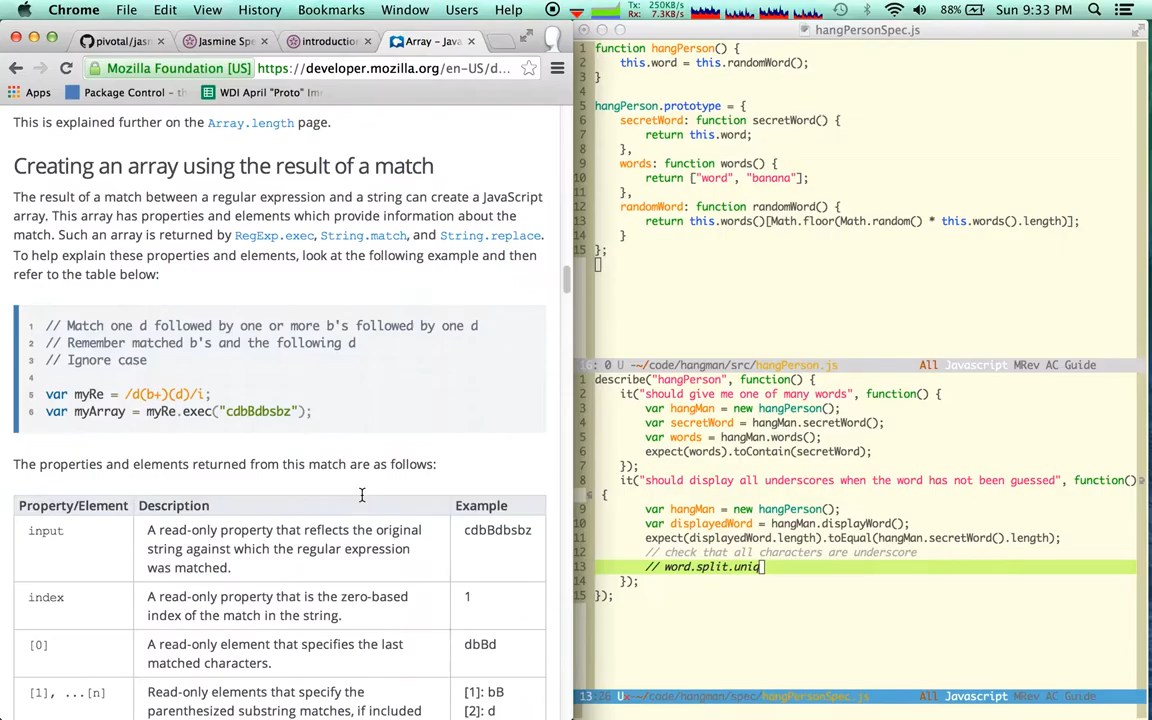 Chrome File Edit View History Bookmarks Window Users Help
Tx: 250KB/s
Rx: 7.3KB/s
88% Sun 9:33 PM
pivotal/jasm
Jasmine Spe
introduction
Array - Java
Mozilla Foundation [US] https://developer.mozilla.org/en-US/d...
Apps Package Control - th WDI April "Proto" Im
This is explained further on the Array.length page.
Creating an array using the result of a match
The result of a match between a regular expression and a string can create a JavaScript
array. This array has properties and elements which provide information about the
match. Such an array is returned by RegExp.exec, String.match, and String.replace.
To help explain these properties and elements, look at the following example and then
refer to the table below:
1 // Match one d followed by one or more b's followed by one d
2 // Remember matched b's and the following d
3 // Ignore case
4
5 var myRe = /d(b+)(d)/i;
6 var myArray = myRe.exec("cdbBdbsbz");
The properties and elements returned from this match are as follows:
Property/Element Description Example
input A read-only property that reflects the original cdbBdbsbz
string against which the regular expression
was matched.
index A read-only property that is the zero-based 1
index of the match in the string.
[0] A read-only element that specifies the last dbBd
matched characters.
[1], ...[n] Read-only elements that specify the [1]: bB
parenthesized substring matches, if included [2]: d
hangPersonSpec.js
1 function hangPerson() {
2 this.word = this.randomWord();
3 }
4
5 hangPerson.prototype = {
6 secretWord: function secretWord() {
7 return this.word;
8 },
9 words: function words() {
10 return ["word", "banana"];
11 },
12 randomWord: function randomWord() {
13 return this.words()[Math.floor(Math.random() * this.words().length)];
14 }
15 };
16: 0 U -~/code/hangman/src/hangPerson.js All Javascript MRev AC Guide
1 describe("hangPerson", function() {
2 it("should give me one of many words", function() {
3 var hangMan = new hangPerson();
4 var secretWord = hangMan.secretWord();
5 var words = hangMan.words();
6 expect(words).toContain(secretWord);
7 });
8 it("should display all underscores when the word has not been guessed", function()
{
9 var hangMan = new hangPerson();
10 var displayedWord = hangMan.displayWord();
11 expect(displayedWord.length).toEqual(hangMan.secretWord().length);
12 // check that all characters are underscore
13 // word.split.uniq
14 });
15 });
13:26 U×-~/code/hangman/spec/hangPersonSpec.js All Javascript MRev AC Guide